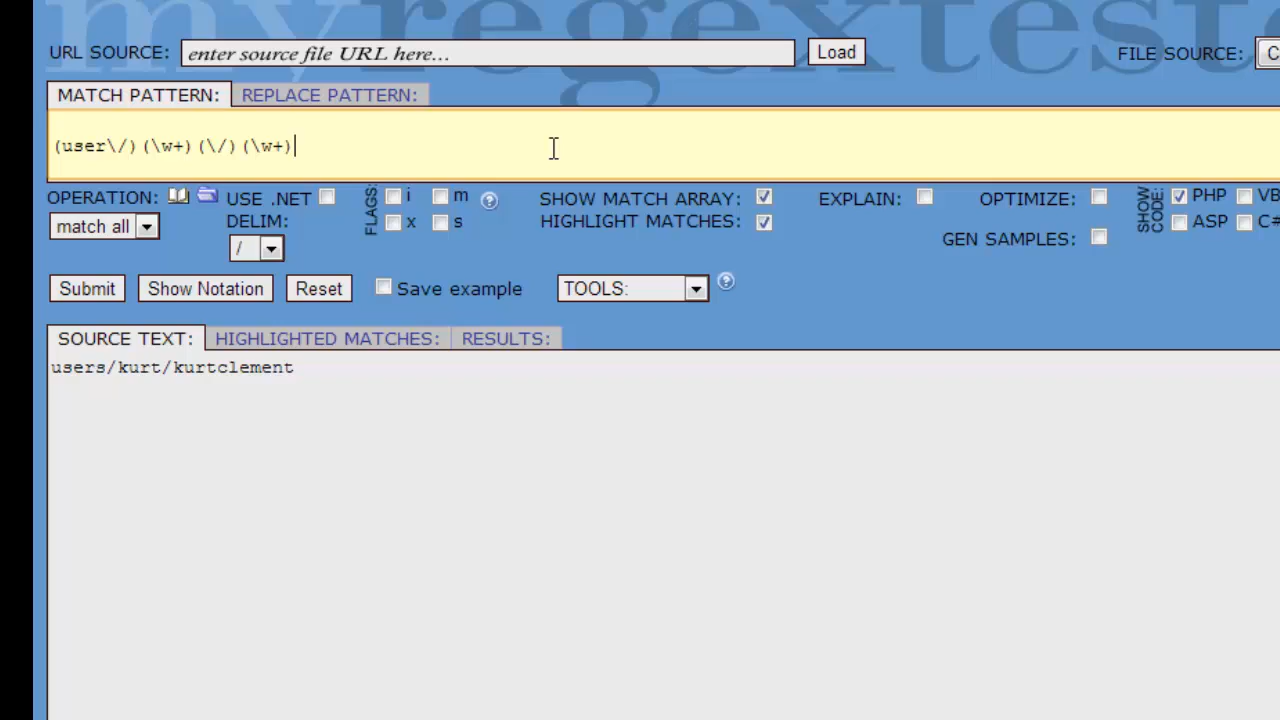 myregexteste
URL SOURCE: enter source file URL here... Load FILE SOURCE: C
MATCH PATTERN: REPLACE PATTERN:
(user\/)(\w+)(\/)(\w+)
OPERATION: USE .NET FLAGS: i m SHOW MATCH ARRAY: EXPLAIN: OPTIMIZE: SHOW CODE: PHP VB
match all DELIM: x s HIGHLIGHT MATCHES: GEN SAMPLES: ASP C#
/
Submit Show Notation Reset Save example TOOLS:
SOURCE TEXT: HIGHLIGHTED MATCHES: RESULTS:
users/kurt/kurtclement